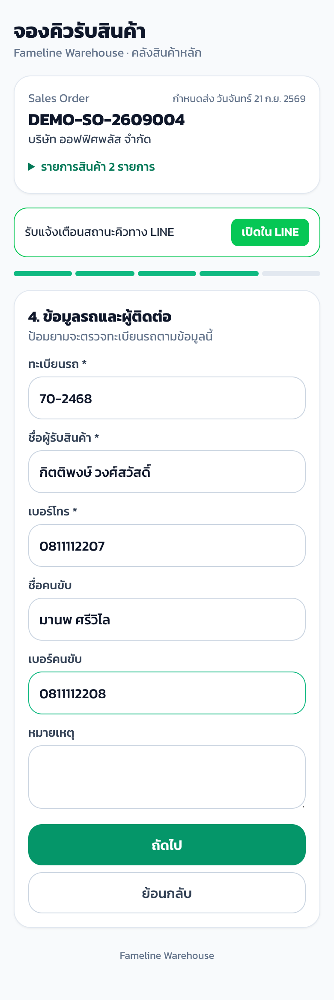 จองคิวรับสินค้า
Fameline Warehouse · คลังสินค้าหลัก
Sales Order
กำหนดส่ง วันจันทร์ 21 ก.ย. 2569
DEMO-SO-2609004
บริษัท ออฟฟิศพลัส จำกัด
รายการสินค้า 2 รายการ
รับแจ้งเตือนสถานะคิวทาง LINE
เปิดใน LINE
4. ข้อมูลรถและผู้ติดต่อ
ป้อมยามจะตรวจทะเบียนรถตามข้อมูลนี้
ทะเบียนรถ *
70-2468
ชื่อผู้รับสินค้า *
กิตติพงษ์ วงศ์สวัสดิ์
เบอร์โทร *
0811112207
ชื่อคนขับ
มานพ ศรีวิไล
เบอร์คนขับ
0811112208
หมายเหตุ
ถัดไป
ย้อนกลับ
Fameline Warehouse